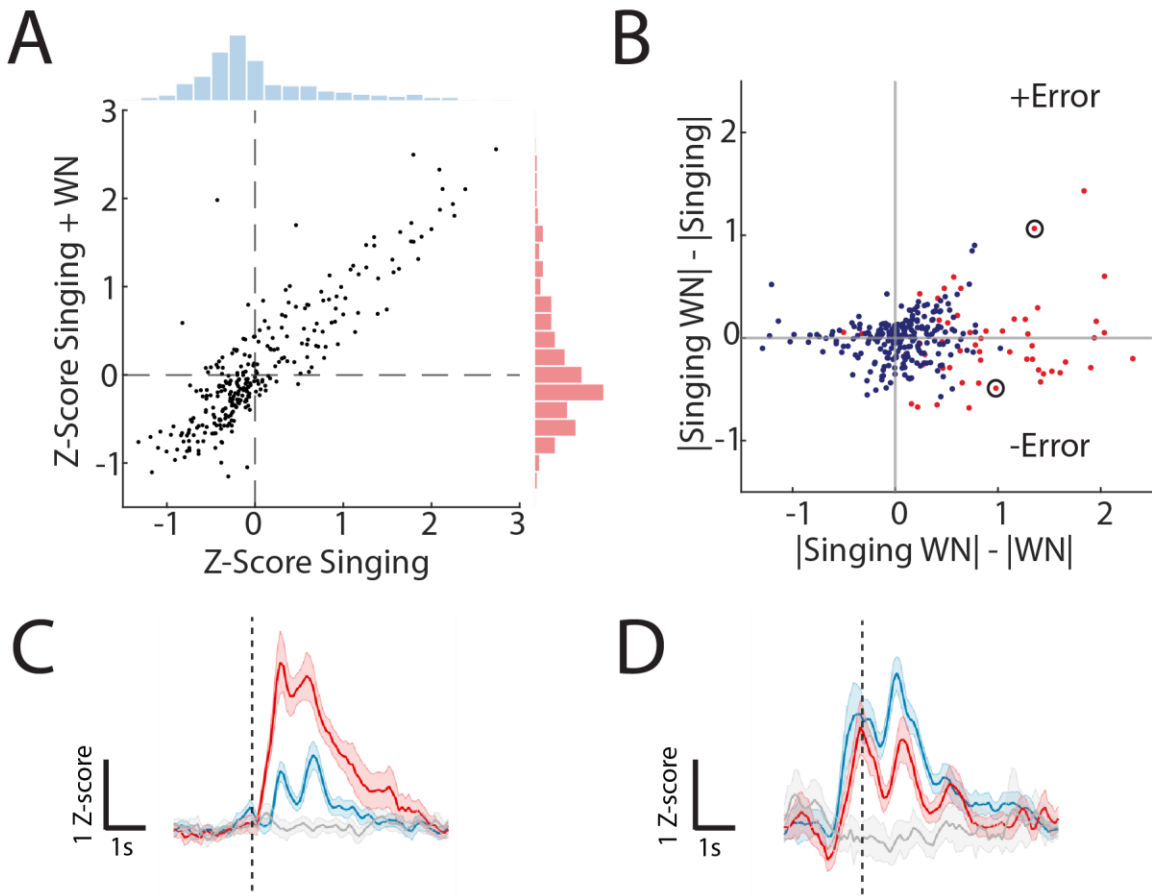 A
3
2
1
0
-1
-1
0
1
2
3
Z-Score Singing + WN
Z-Score Singing
B
+Error
2
1
0
-1
-Error
-1
0
1
2
|Singing WN| - |Singing|
|Singing WN| - |WN|
C
1 Z-score
1s
D
1 Z-score
1s